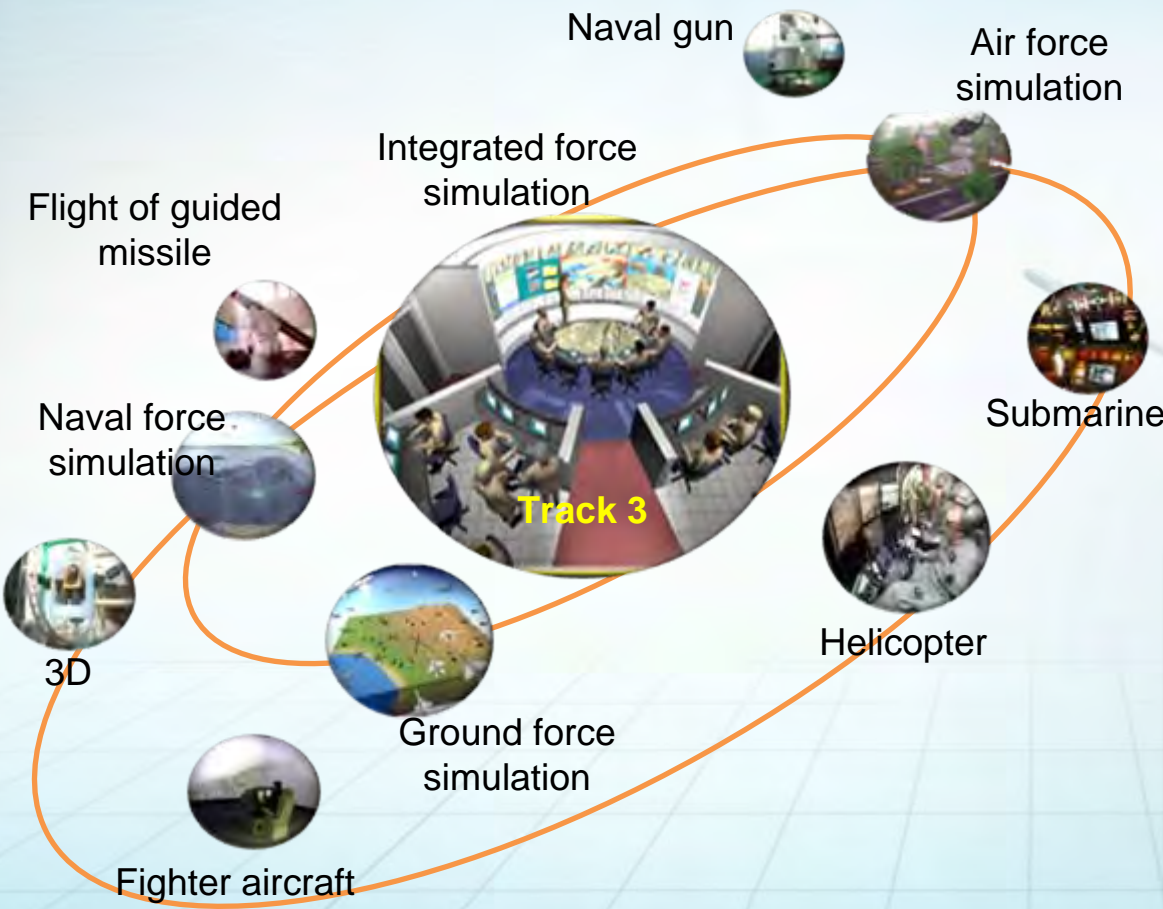 Naval gun
Air force
simulation
Integrated force
simulation
Flight of guided
missile
Naval force
simulation
Submarine
Track 3
Helicopter
3D
Ground force
simulation
Fighter aircraft